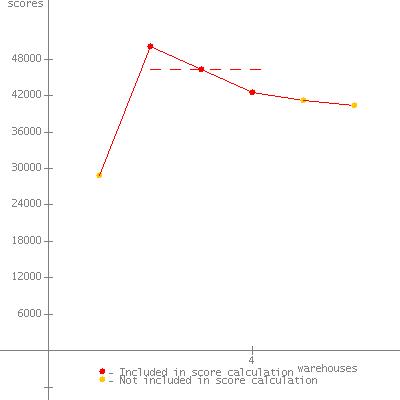 scores
48000
42000
36000
30000
24000
18000
12000
6000
4
warehouses
- Included in score calculation
- Not included in score calculation